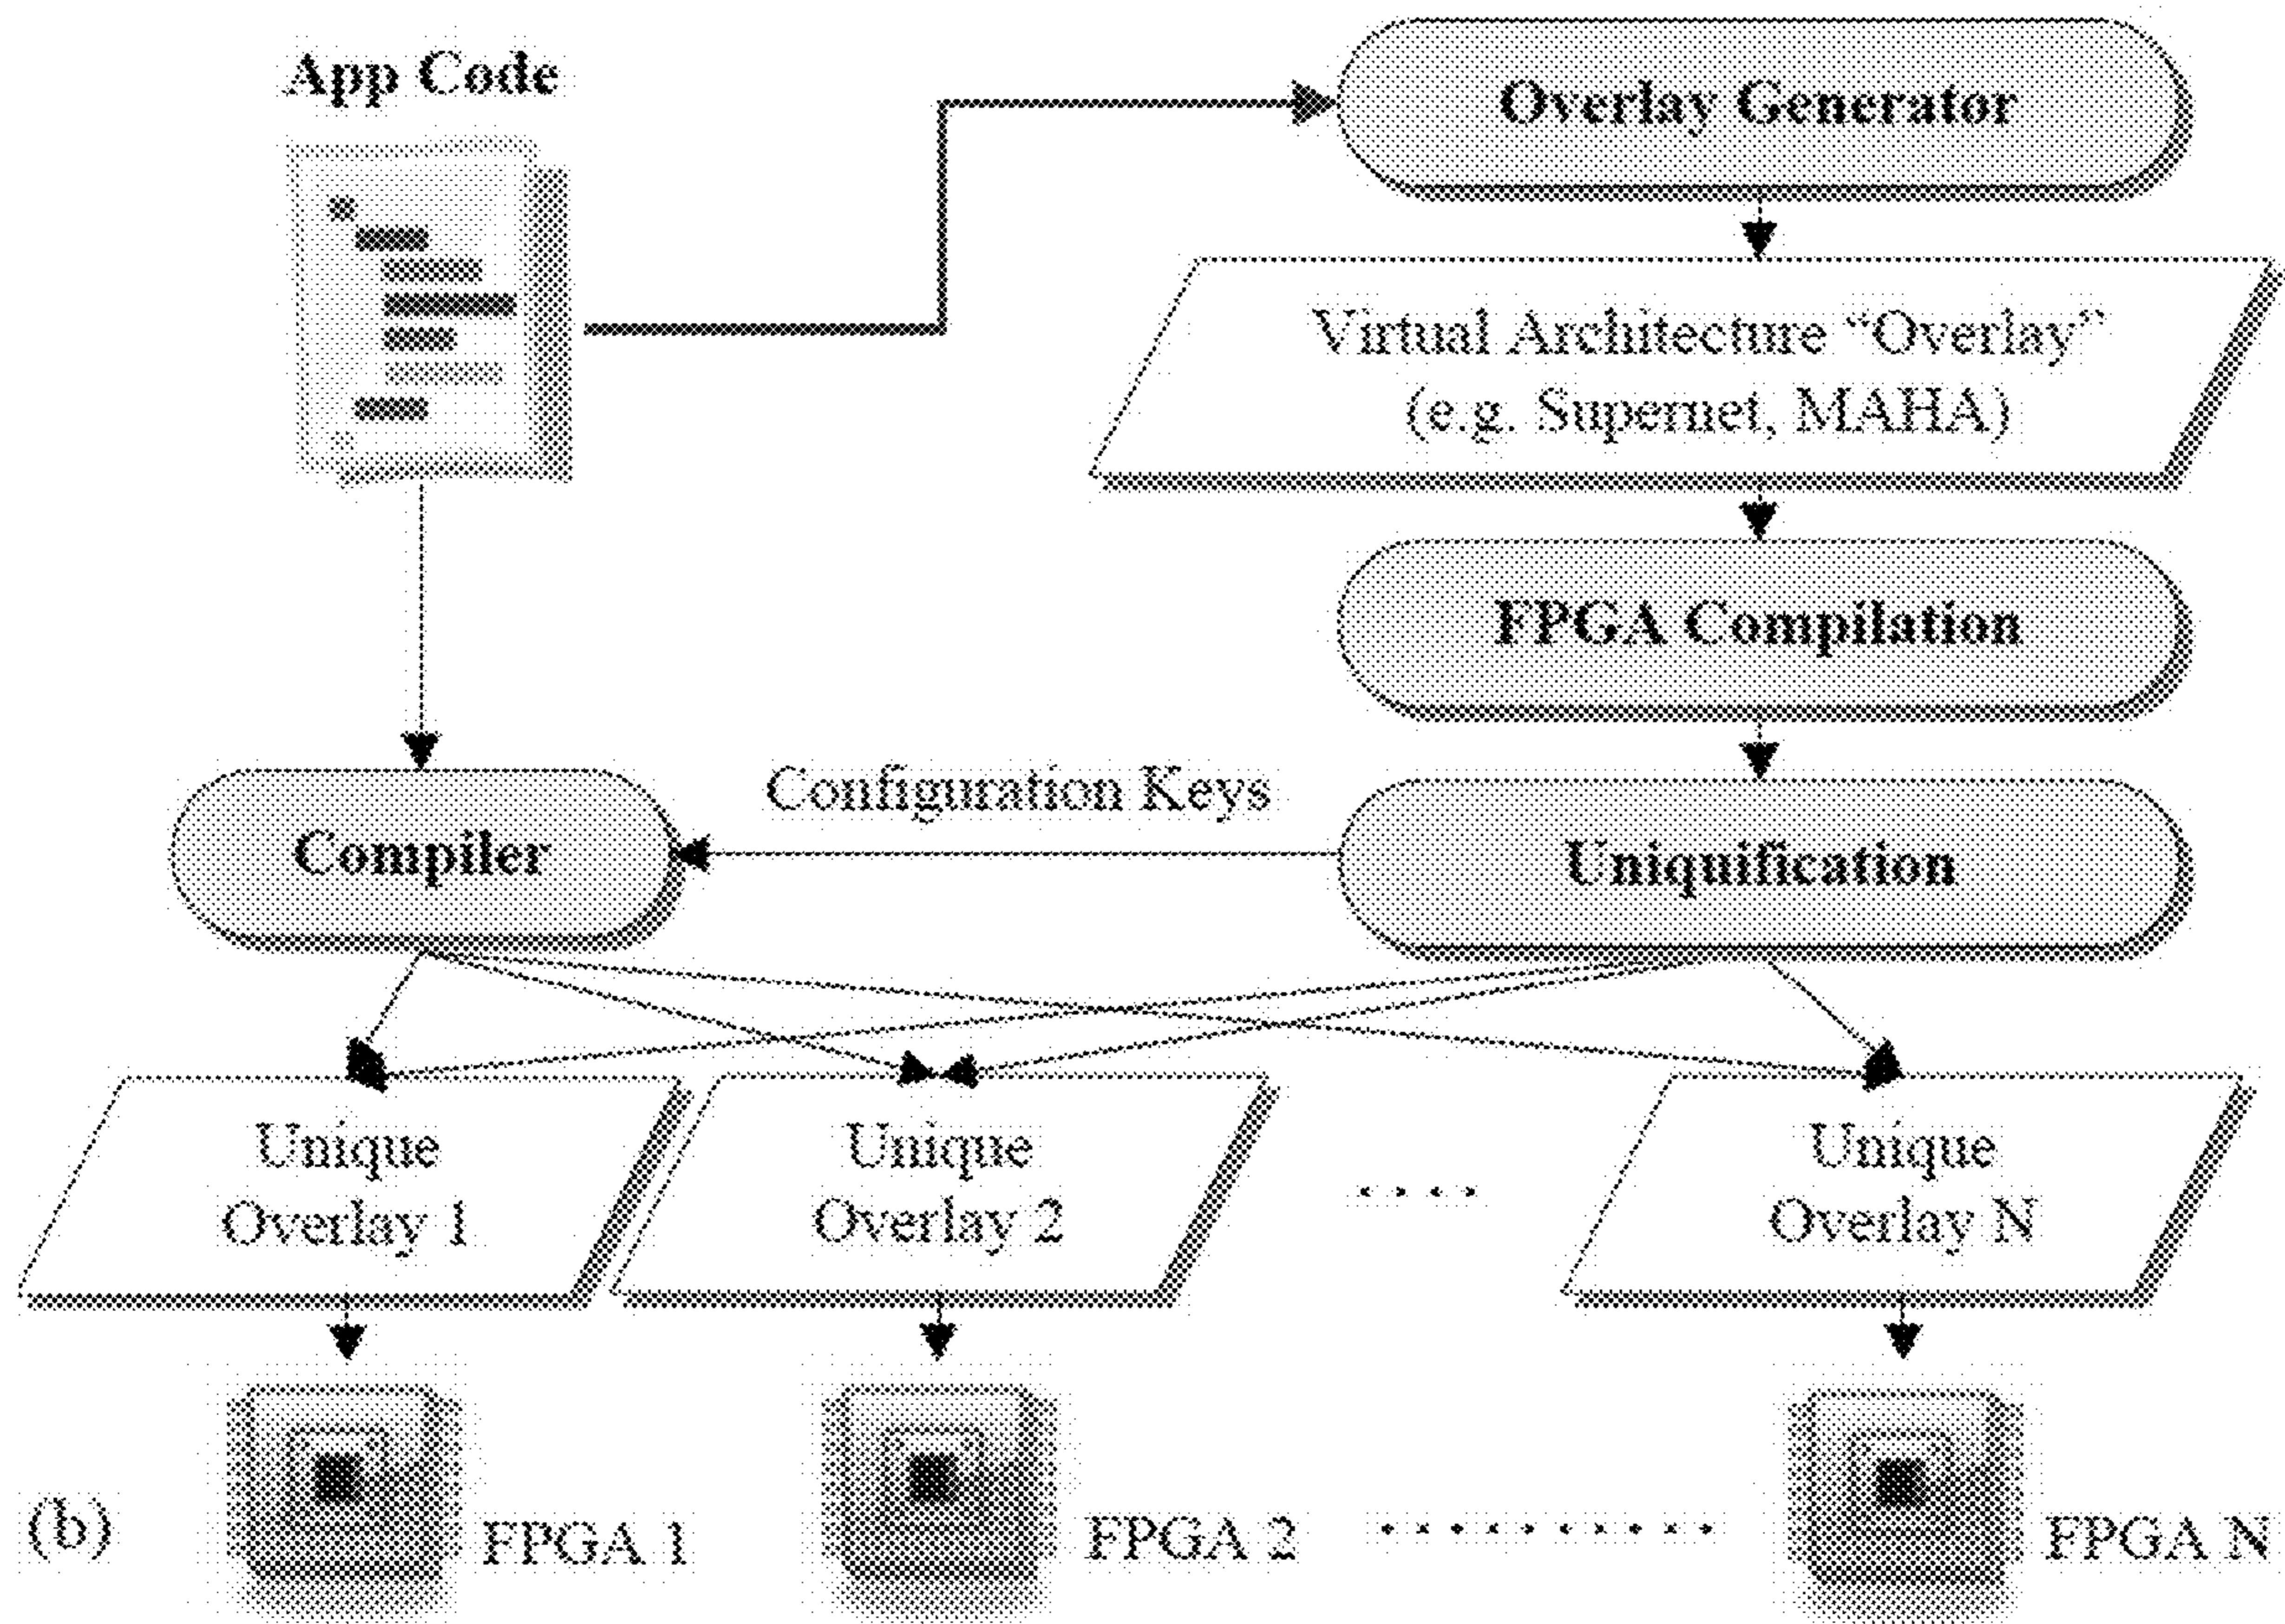 App Code
Overlay Generator
Virtual Architecture “Overlay”
(e.g. Supernet, MAHA)
FPGA Compilation
Configuration Keys
Compiler
Uniquification
Unique
Overlay 1
Unique
Overlay 2
Unique
Overlay N
(b)
FPGA 1
FPGA 2
FPGA N